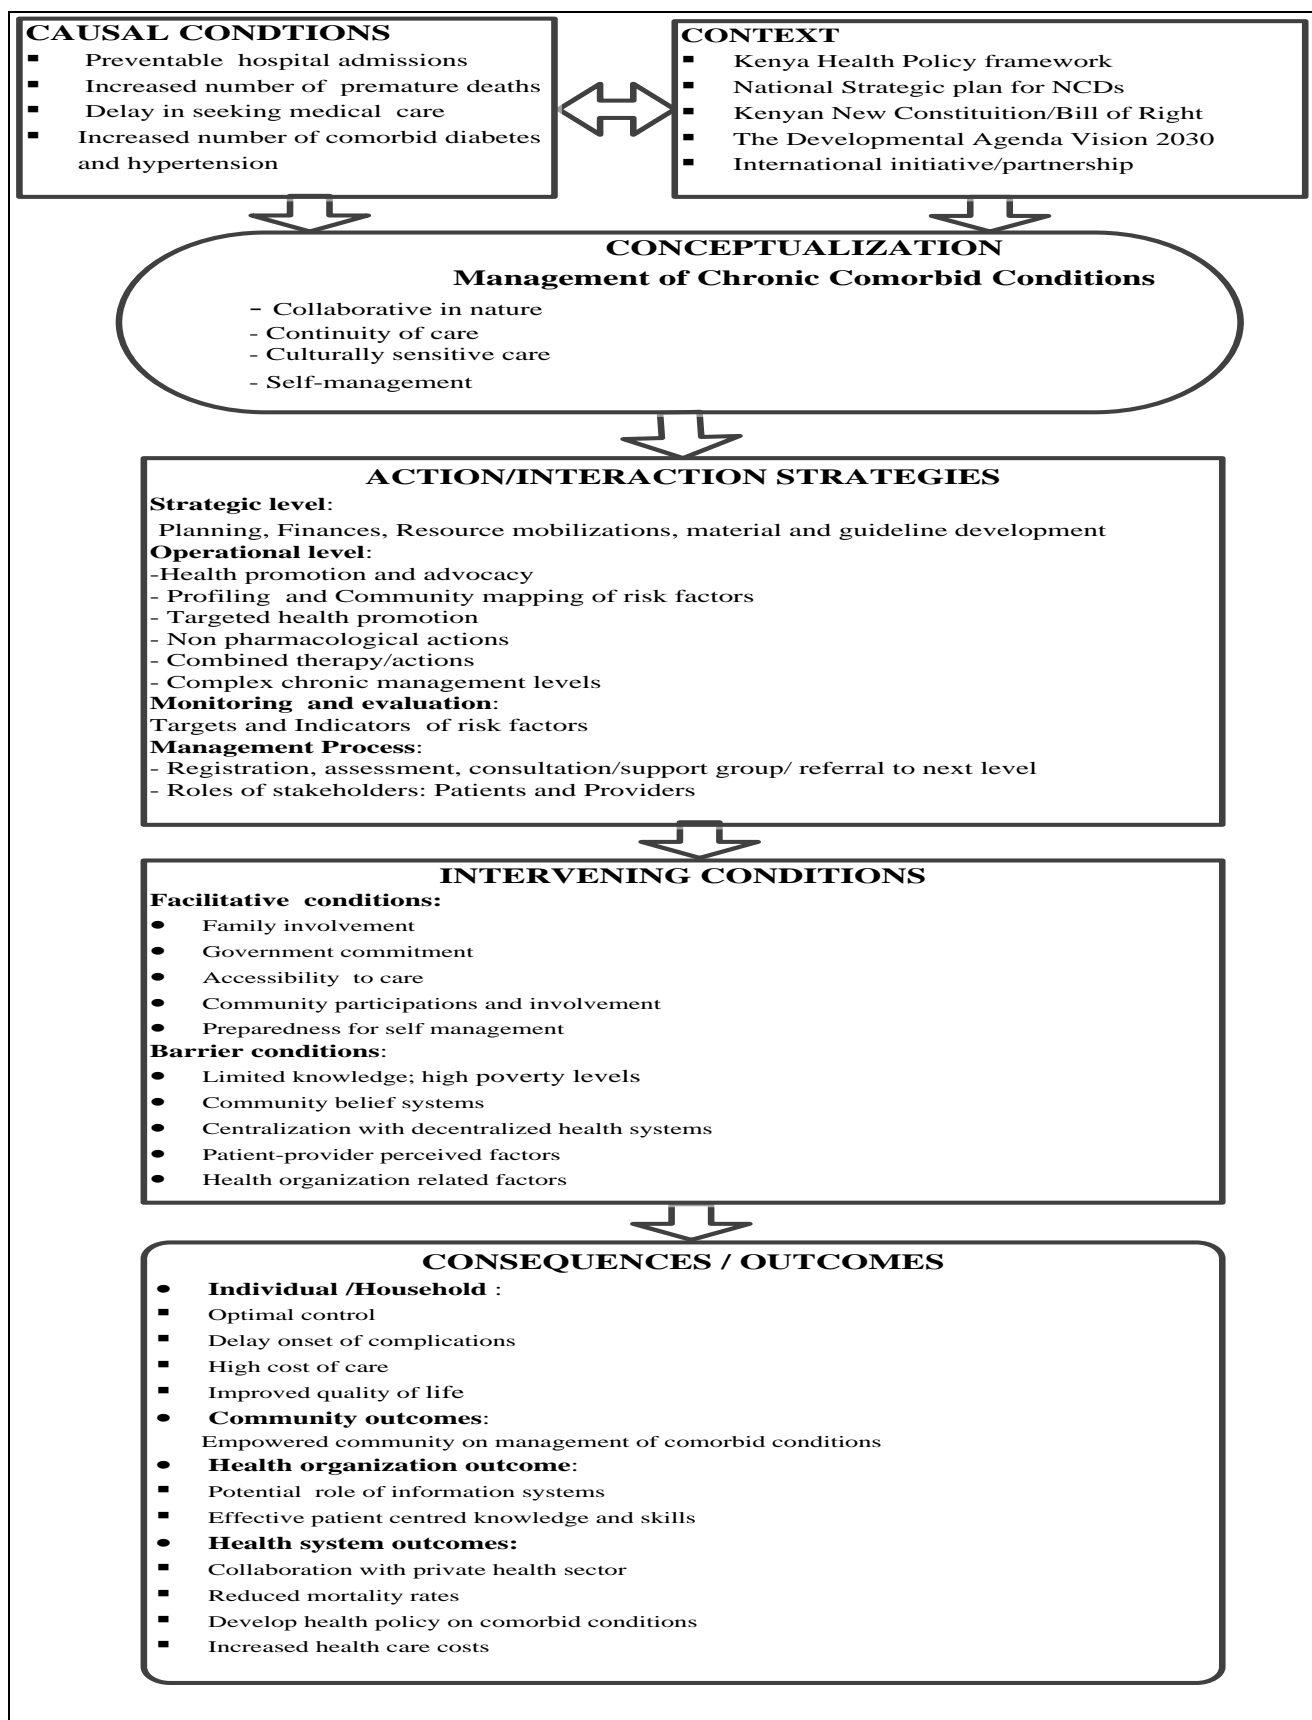 CAUSAL CONDTIONS
▪ Preventable hospital admissions
▪ Increased number of premature deaths
▪ Delay in seeking medical care
▪ Increased number of comorbid diabetes
and hypertension
CONTEXT
▪ Kenya Health Policy framework
▪ National Strategic plan for NCDs
▪ Kenyan New Constituition/Bill of Right
▪ The Developmental Agenda Vision 2030
▪ International initiative/partnership
CONCEPTUALIZATION
Management of Chronic Comorbid Conditions
- Collaborative in nature
- Continuity of care
- Culturally sensitive care
- Self-management
ACTION/INTERACTION STRATEGIES
Strategic level:
Planning, Finances, Resource mobilizations, material and guideline development
Operational level:
-Health promotion and advocacy
- Profiling and Community mapping of risk factors
- Targeted health promotion
- Non pharmacological actions
- Combined therapy/actions
- Complex chronic management levels
Monitoring and evaluation:
Targets and Indicators of risk factors
Management Process:
- Registration, assessment, consultation/support group/ referral to next level
- Roles of stakeholders: Patients and Providers
INTERVENING CONDITIONS
Facilitative conditions:
• Family involvement
• Government commitment
• Accessibility to care
• Community participations and involvement
• Preparedness for self management
Barrier conditions:
• Limited knowledge; high poverty levels
• Community belief systems
• Centralization with decentralized health systems
• Patient-provider perceived factors
• Health organization related factors
CONSEQUENCES / OUTCOMES
• Individual /Household :
▪ Optimal control
▪ Delay onset of complications
▪ High cost of care
▪ Improved quality of life
• Community outcomes:
Empowered community on management of comorbid conditions
• Health organization outcome:
▪ Potential role of information systems
▪ Effective patient centred knowledge and skills
• Health system outcomes:
▪ Collaboration with private health sector
▪ Reduced mortality rates
▪ Develop health policy on comorbid conditions
▪ Increased health care costs